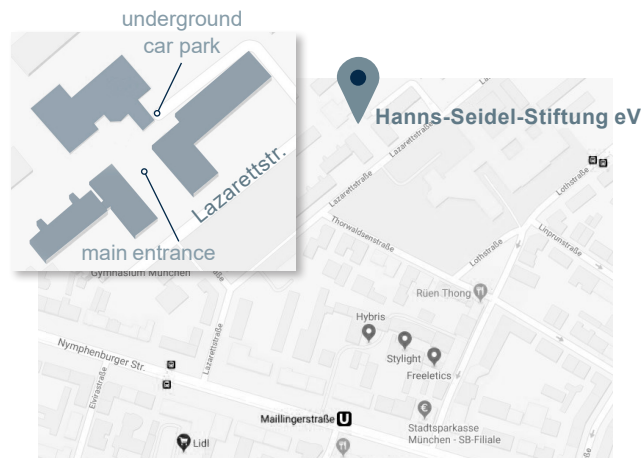 underground
car park
Lazarettstr.
main entrance
Hanns-Seidel-Stiftung eV
Lazarettstraße
Lazarettstraße
Lothstraße
Thorwaldsenstraße
Linprunstraße
Lothstraße
Gymnasium München
Rüen Thong
Hybris
Stylight
Freeletics
Nymphenburger Str.
Lazarettstraße
Elvirastraße
Maillingerstraße U
Stadtsparkasse
München - SB-Filiale
€
Lidl